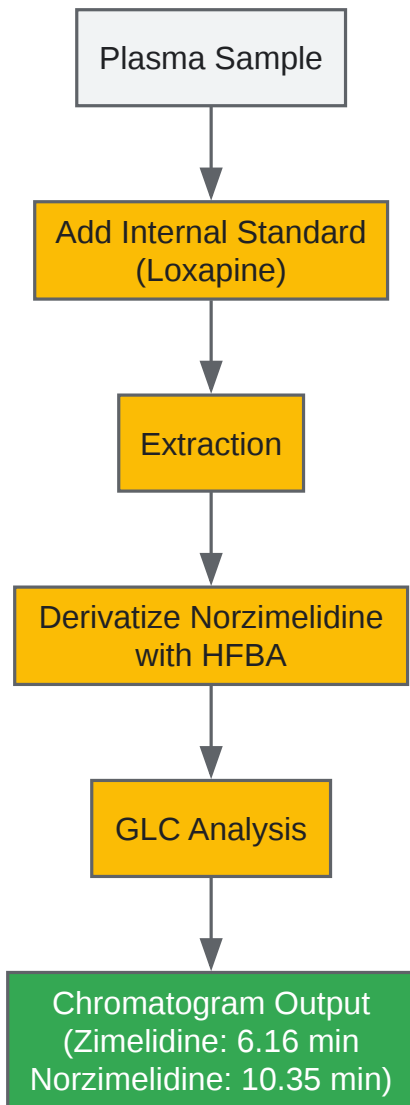 Plasma Sample
Add Internal Standard
(Loxapine)
Extraction
Derivatize Norzimelidine
with HFBA
GLC Analysis
Chromatogram Output
(Zimelidine: 6.16 min
Norzimelidine: 10.35 min)